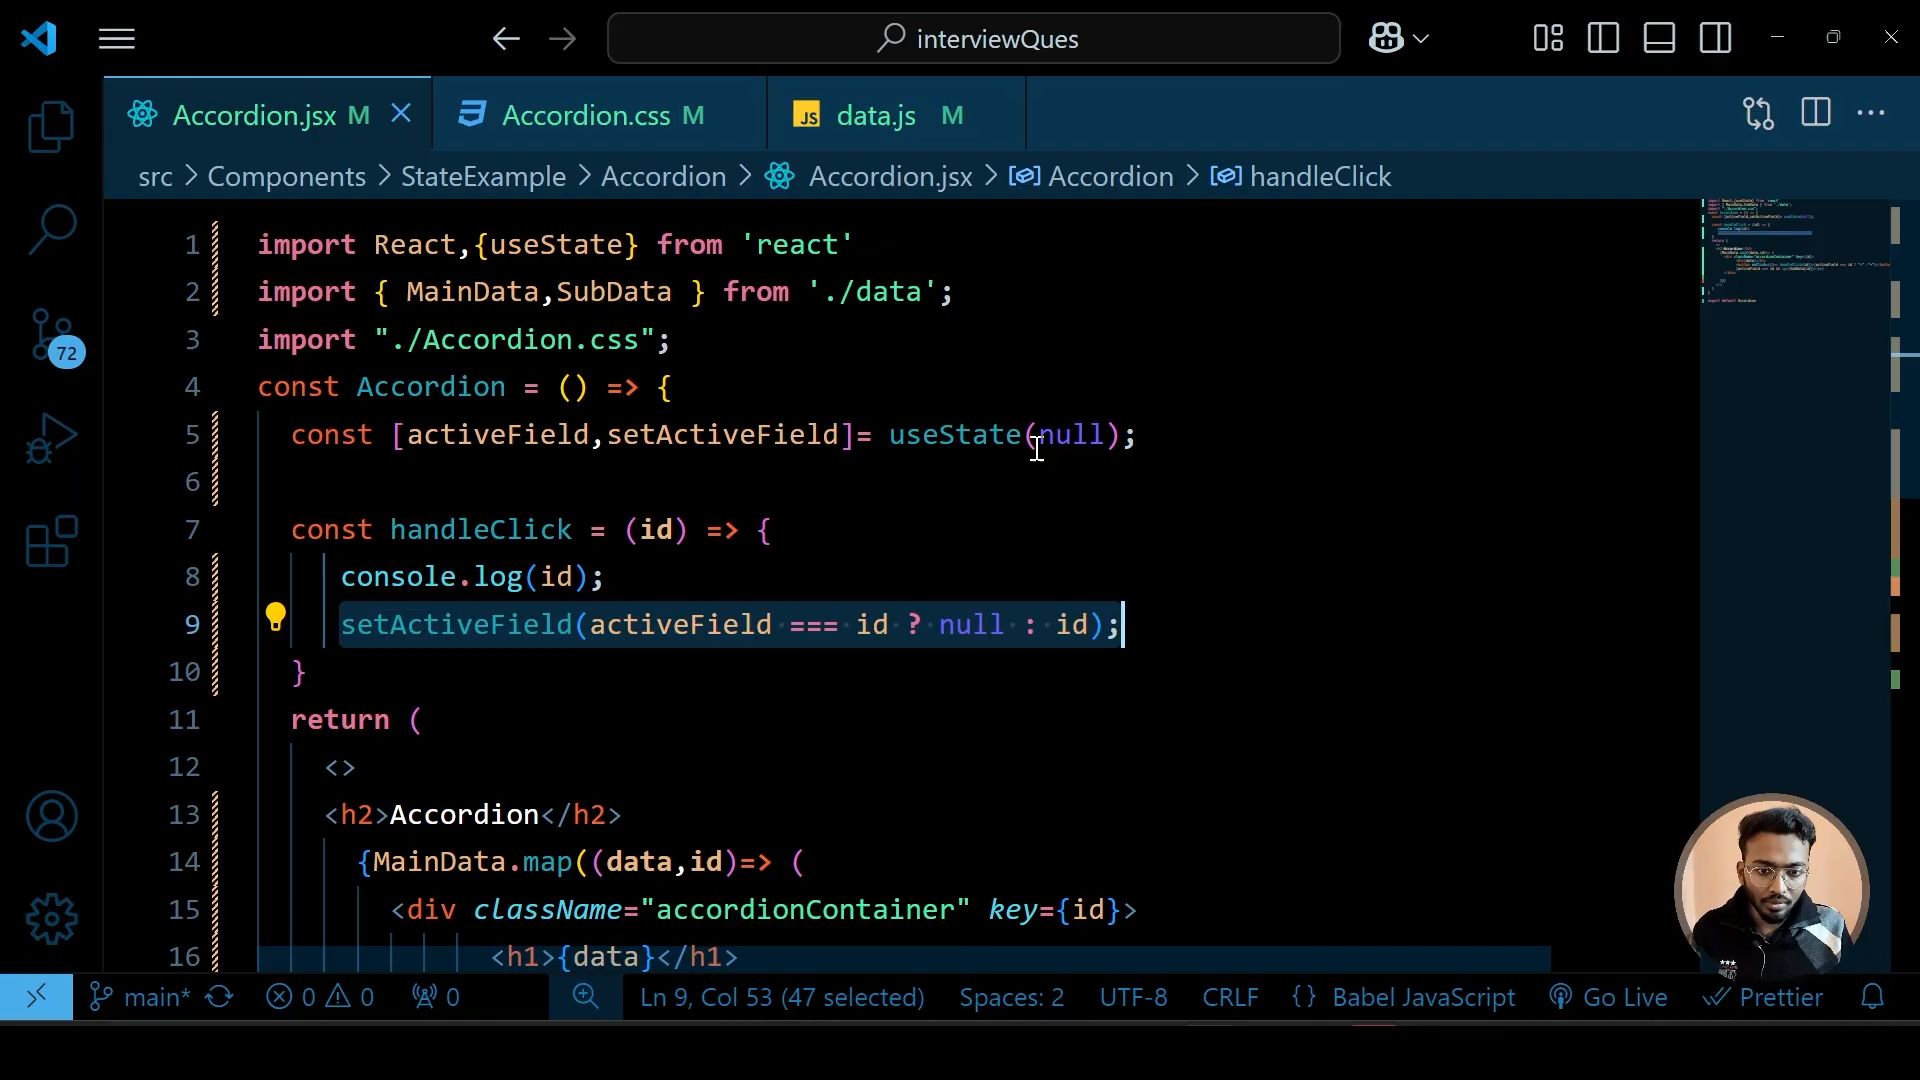 interviewQues
Accordion.jsx M
Accordion.css M
JS data.js M
src > Components > StateExample > Accordion > Accordion.jsx > Accordion > handleClick
1 import React,{useState} from 'react'
2 import { MainData,SubData } from './data';
3 import "./Accordion.css";
4 const Accordion = () => {
5 const [activeField,setActiveField]= useState(null);
6
7 const handleClick = (id) => {
8 console.log(id);
9 setActiveField(activeField === id ? null : id);
10 }
11 return (
12 <>
13 <h2>Accordion</h2>
14 {MainData.map((data,id)=> (
15 <div className="accordionContainer" key={id}>
16 <h1>{data}</h1>
72
main* 0 0 0 Ln 9, Col 53 (47 selected) Spaces: 2 UTF-8 CRLF {} Babel JavaScript Go Live Prettier